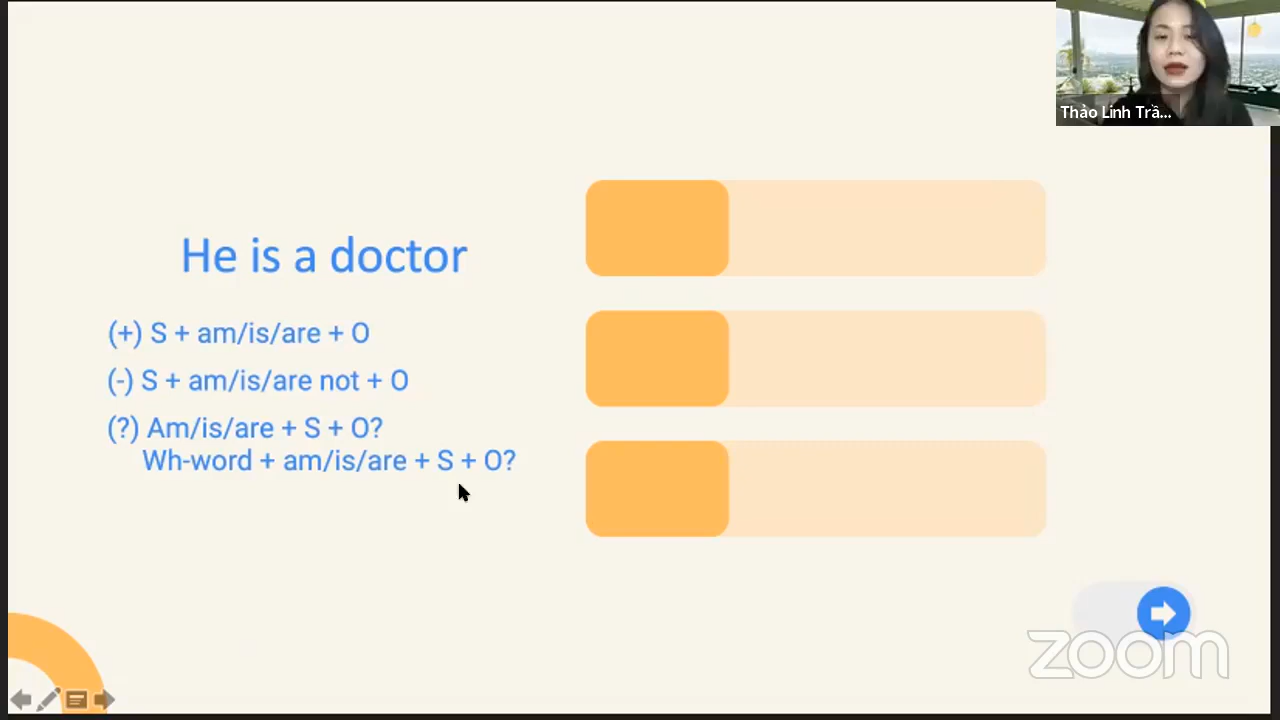 Thảo Linh Trầ...
He is a doctor
(+) S + am/is/are + O
(-) S + am/is/are not + O
(?) Am/is/are + S + O?
Wh-word + am/is/are + S + O?
zoom